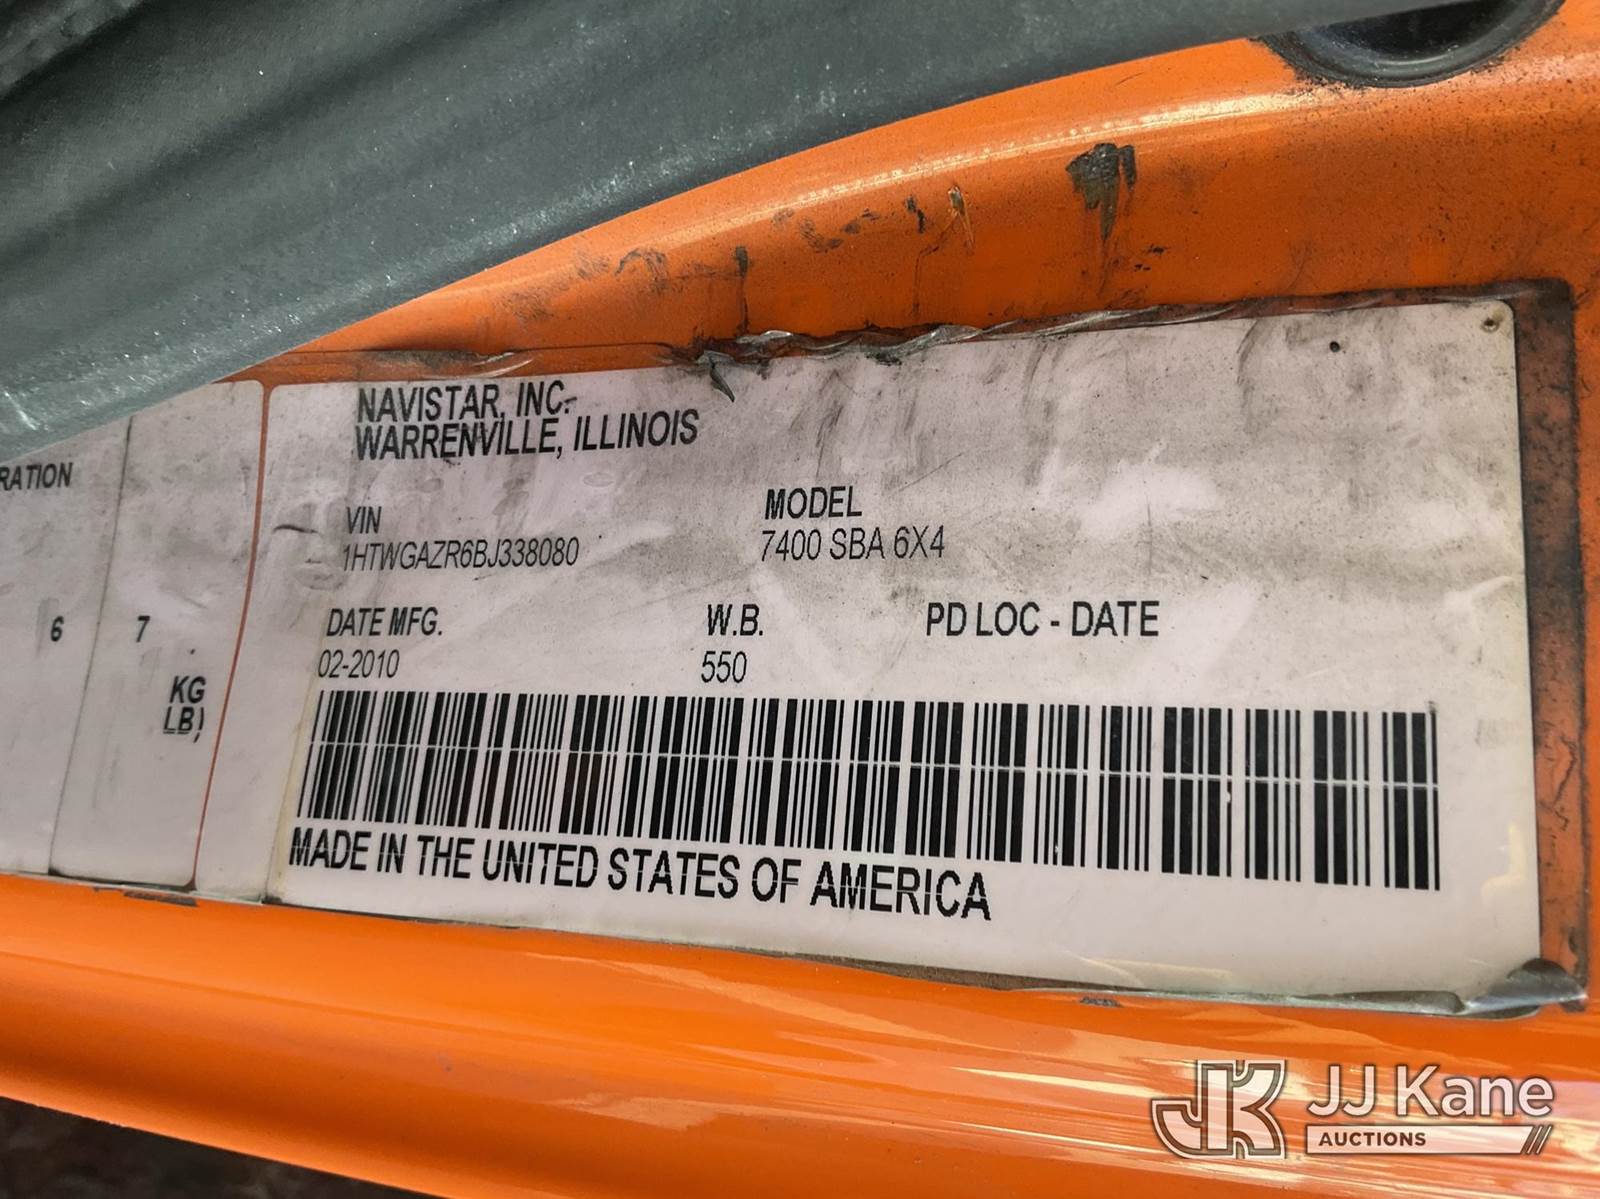 NAVISTAR, INC.
WARRENVILLE, ILLINOIS
RATION
VIN
1HTWGAZR6BJ338080
MODEL
7400 SBA 6X4
6 7
DATE MFG.
02-2010
W.B.
550
PD LOC - DATE
KG
LB)
MADE IN THE UNITED STATES OF AMERICA
JK JJ Kane
AUCTIONS